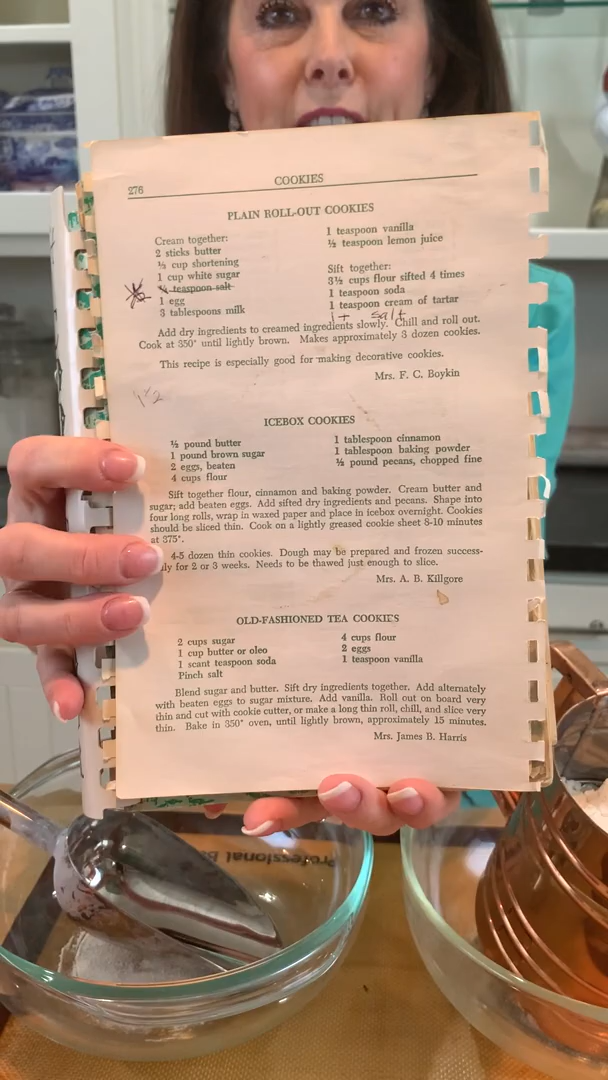 276
COOKIES
PLAIN ROLL-OUT COOKIES
Cream together:
2 sticks butter
⅓ cup shortening
1 cup white sugar
¼ teaspoon salt
1 egg
3 tablespoons milk
1 teaspoon vanilla
½ teaspoon lemon juice
Sift together:
3½ cups flour sifted 4 times
1 teaspoon soda
1 teaspoon cream of tartar
1t salt
Add dry ingredients to creamed ingredients slowly. Chill and roll out.
Cook at 350° until lightly brown. Makes approximately 3 dozen cookies.
This recipe is especially good for making decorative cookies.
Mrs. F. C. Boykin
ICEBOX COOKIES
½ pound butter
1 pound brown sugar
2 eggs, beaten
4 cups flour
1 tablespoon cinnamon
1 tablespoon baking powder
½ pound pecans, chopped fine
Sift together flour, cinnamon and baking powder. Cream butter and
sugar; add beaten eggs. Add sifted dry ingredients and pecans. Shape into
four long rolls, wrap in waxed paper and place in icebox overnight. Cookies
should be sliced thin. Cook on a lightly greased cookie sheet 8-10 minutes
at 375°.
4-5 dozen thin cookies. Dough may be prepared and frozen success-
ly for 2 or 3 weeks. Needs to be thawed just enough to slice.
Mrs. A. B. Killgore
OLD-FASHIONED TEA COOKIES
2 cups sugar
1 cup butter or oleo
1 scant teaspoon soda
Pinch salt
4 cups flour
2 eggs
1 teaspoon vanilla
Blend sugar and butter. Sift dry ingredients together. Add alternately
with beaten eggs to sugar mixture. Add vanilla. Roll out on board very
thin and cut with cookie cutter, or make a long thin roll, chill, and slice very
thin. Bake in 350° oven, until lightly brown, approximately 15 minutes.
Mrs. James B. Harris
Professional Ba